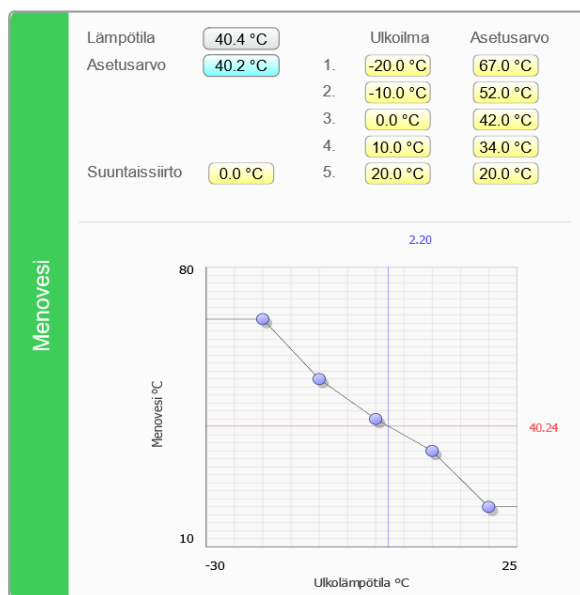 Menovesi
Lämpötila 40.4 °C Ulkoilma Asetusarvo
Asetusarvo 40.2 °C 1. -20.0 °C 67.0 °C
2. -10.0 °C 52.0 °C
3. 0.0 °C 42.0 °C
4. 10.0 °C 34.0 °C
Suuntaissiirto 0.0 °C 5. 20.0 °C 20.0 °C
2.20
80
Menovesi ºC
40.24
10
-30 25
Ulkolämpötila °C